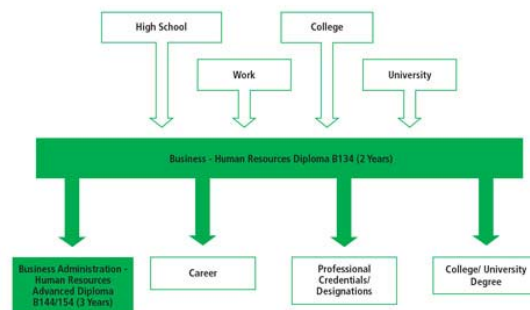 High School
College
Work
University
Business - Human Resources Diploma B134 (2 Years)
Business Administration -
Human Resources
Advanced Diploma
B144/154 (3 Years)
Career
Professional
Credentials/
Designations
College/ University
Degree